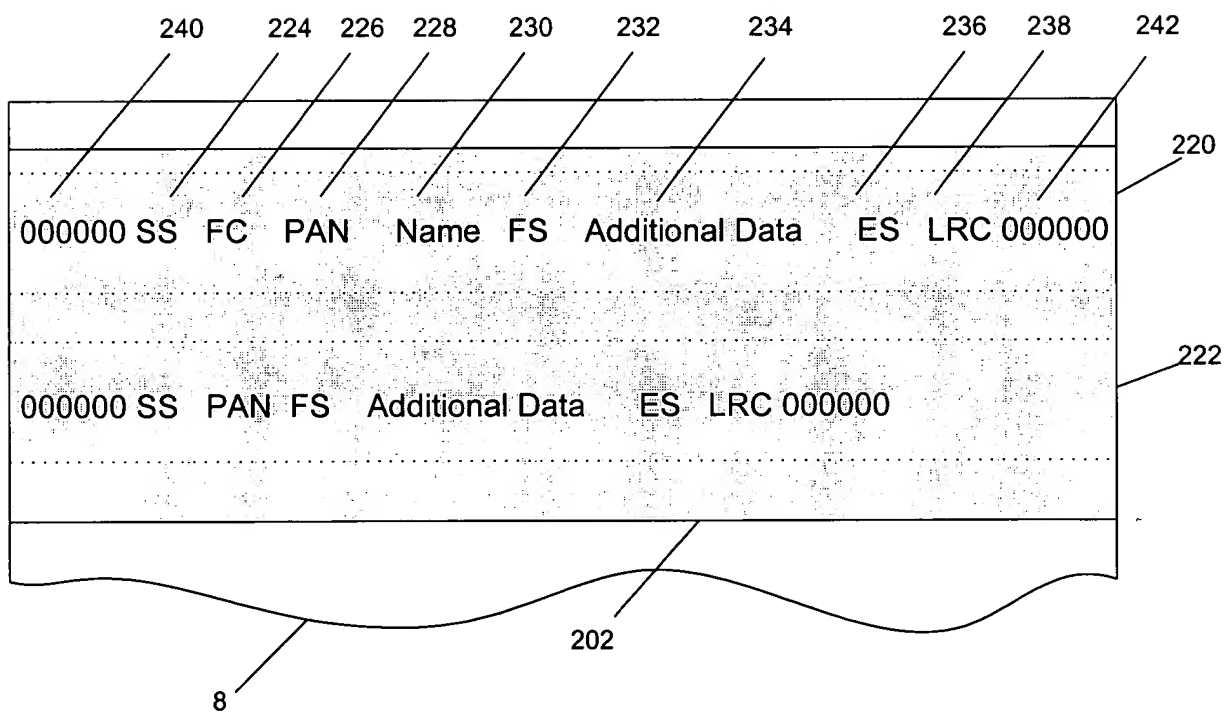 240 224 226 228 230 232 234 236 238 242
220
000000 SS FC PAN Name FS Additional Data ES LRC 000000
222
000000 SS PAN FS Additional Data ES LRC 000000
202
8